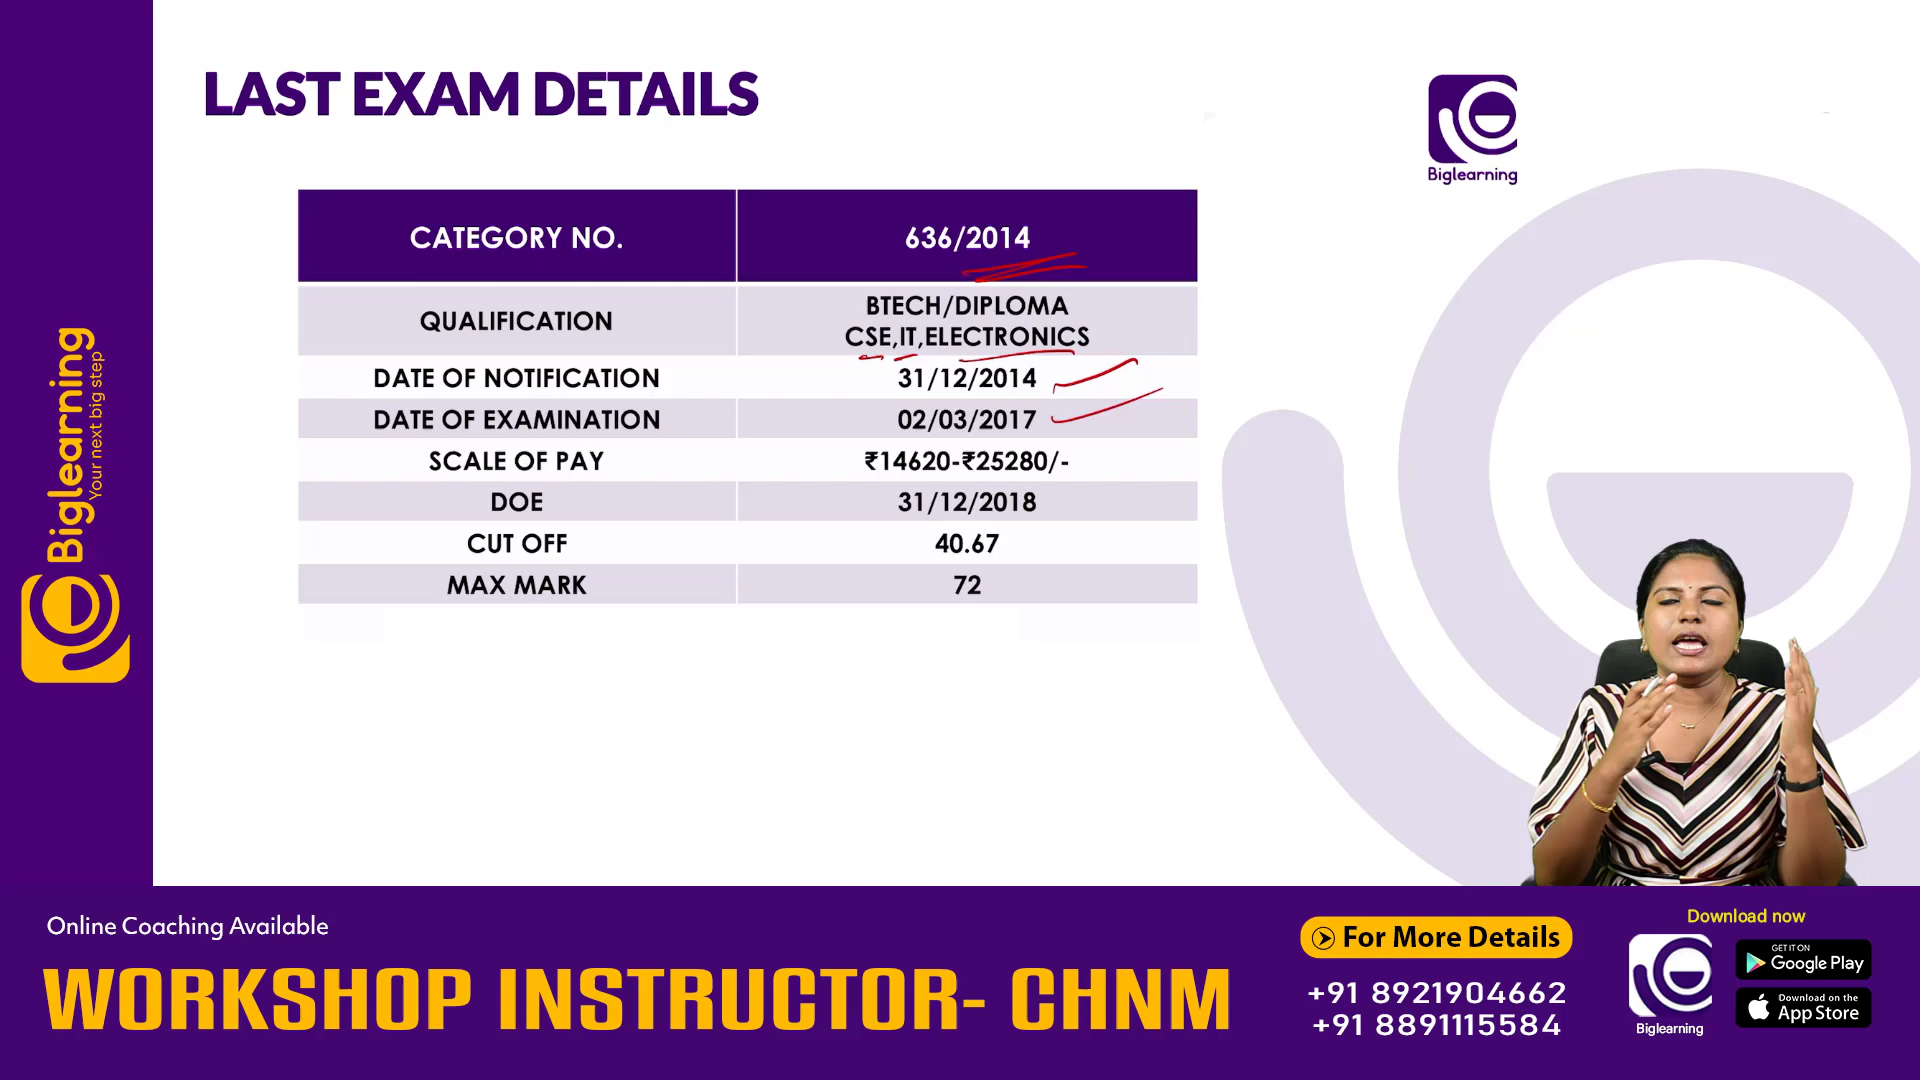 LAST EXAM DETAILS
Biglearning
CATEGORY NO. 636/2014
QUALIFICATION BTECH/DIPLOMA
CSE,IT,ELECTRONICS
DATE OF NOTIFICATION 31/12/2014
DATE OF EXAMINATION 02/03/2017
SCALE OF PAY ₹14620-₹25280/-
DOE 31/12/2018
CUT OFF 40.67
MAX MARK 72
Biglearning
Your next big step
Online Coaching Available
WORKSHOP INSTRUCTOR- CHNM
For More Details
+91 8921904662
+91 8891115584
Download now
Biglearning
GET IT ON
Google Play
Download on the
App Store